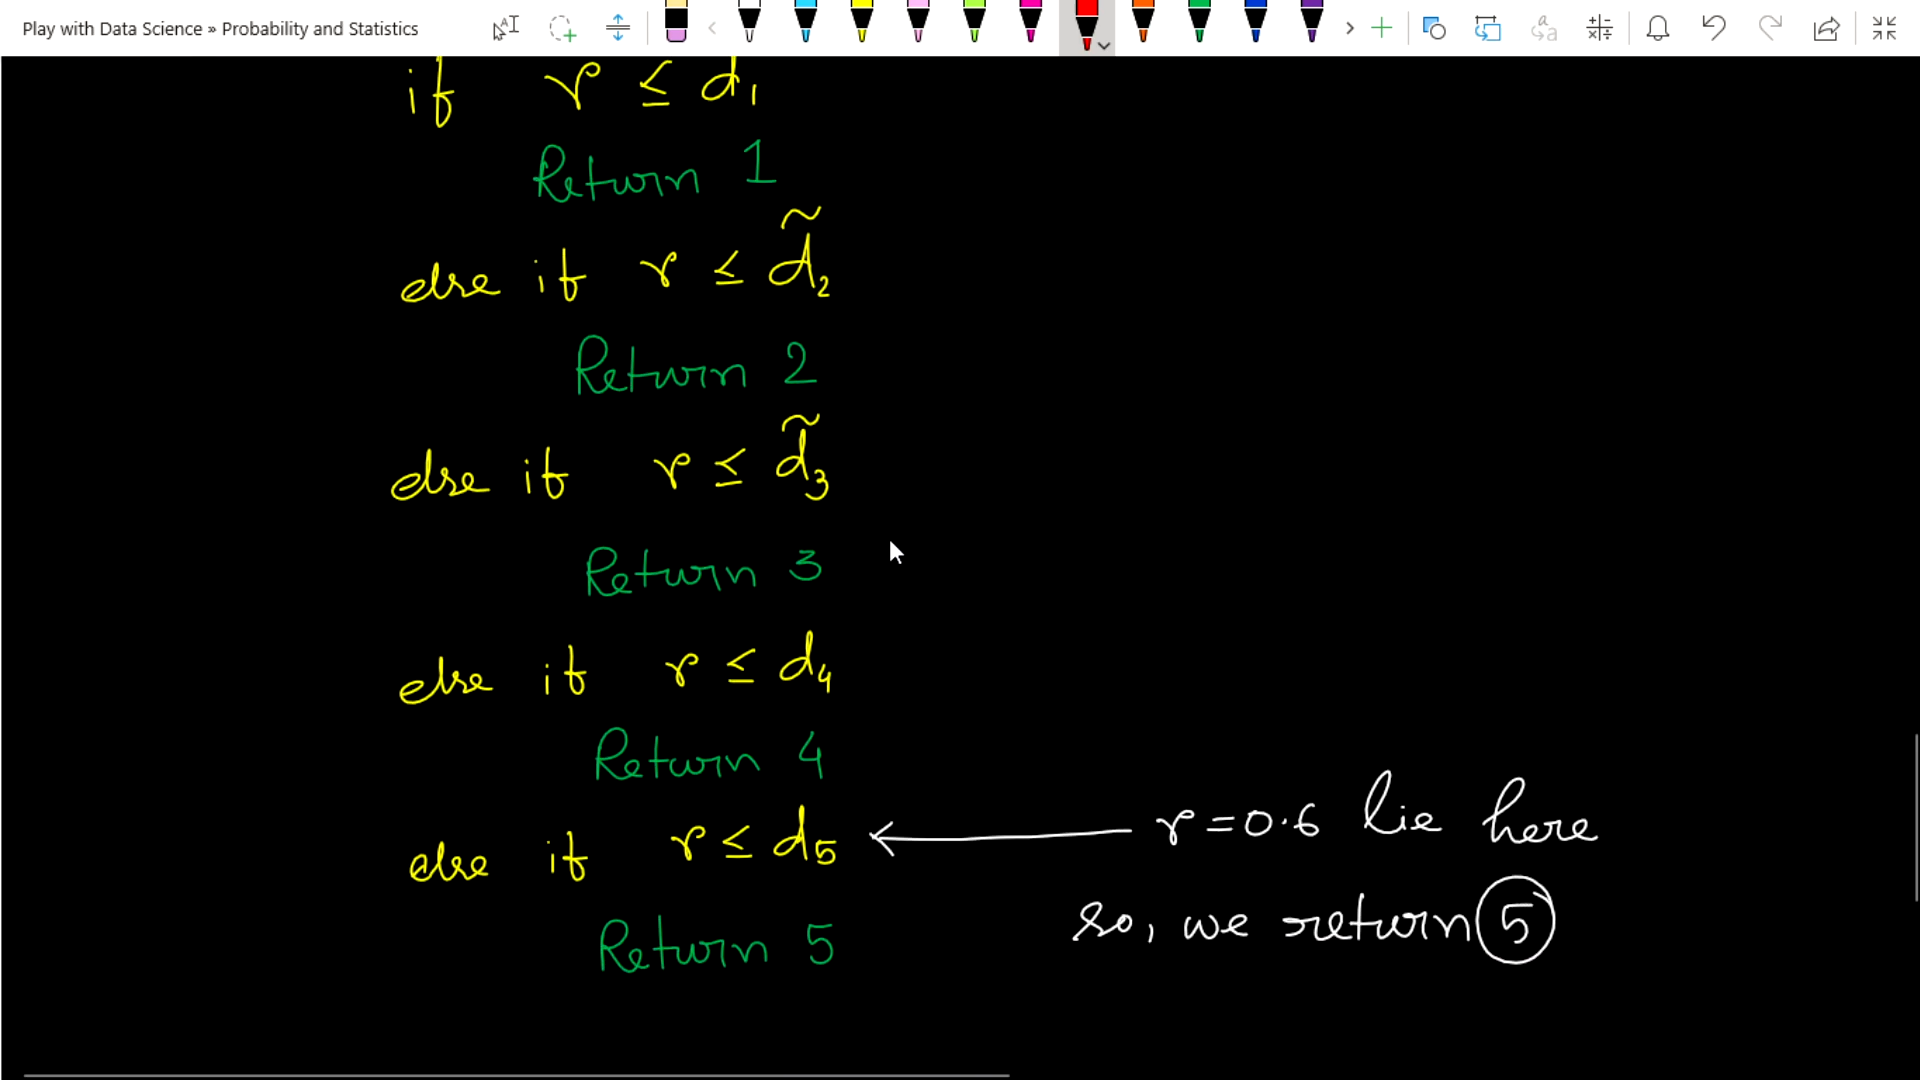 Play with Data Science » Probability and Statistics
if r ≤ d₁
Return 1
else if r ≤ d̃₂
Return 2
else if r ≤ d̃₃
Return 3
else if r ≤ d₄
Return 4
else if r ≤ d₅
r = 0.6 lie here
so, we return 5
Return 5